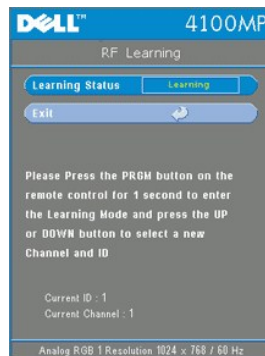 DELL™ 4100MP
RF Learning
Learning Status Learning
Exit
Please Press the PRGM button on the
remote control for 1 second to enter
the Learning Mode and press the UP
or DOWN button to select a new
Channel and ID
Current ID : 1
Current Channel : 1
Analog RGB 1 Resolution 1024 x 768 / 60 Hz